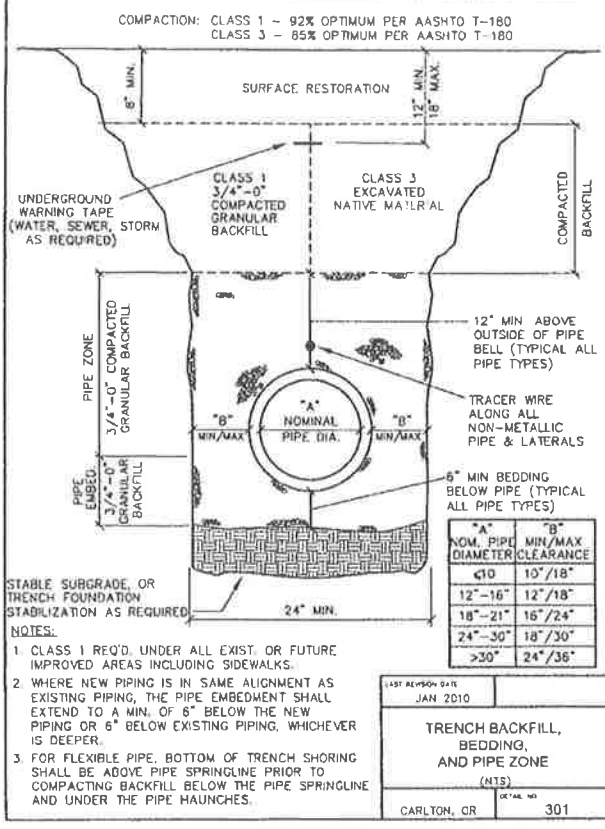 COMPACTION: CLASS 1 - 92% OPTIMUM PER AASHTO T-180
CLASS 3 - 85% OPTIMUM PER AASHTO T-180
8" MIN.
SURFACE RESTORATION
12" MIN.
18" MAX.
UNDERGROUND
WARNING TAPE
(WATER, SEWER, STORM
AS REQUIRED)
CLASS 1
3/4"-0"
COMPACTED
GRANULAR
BACKFILL
CLASS 3
EXCAVATED
NATIVE MATERIAL
COMPACTED
BACKFILL
PIPE ZONE
3/4"-0" COMPACTED
GRANULAR BACKFILL
12" MIN ABOVE
OUTSIDE OF PIPE
BELL (TYPICAL ALL
PIPE TYPES)
TRACER WIRE
ALONG ALL
NON-METALLIC
PIPE & LATERALS
"B"
MIN/MAX
"A"
NOMINAL
PIPE DIA.
"B"
MIN/MAX
PIPE
EMBED.
3/4"-0"
GRANULAR
BACKFILL
6" MIN BEDDING
BELOW PIPE (TYPICAL
ALL PIPE TYPES)
STABLE SUBGRADE, OR
TRENCH FOUNDATION
STABILIZATION AS REQUIRED
24" MIN.
"A" "B"
NOM. PIPE MIN/MAX
DIAMETER CLEARANCE
≤10 10"/18"
12"-16" 12"/18"
18"-21" 16"/24"
24"-30" 18"/30"
>30" 24"/36"
NOTES:
1 CLASS 1 REQ'D. UNDER ALL EXIST. OR FUTURE
IMPROVED AREAS INCLUDING SIDEWALKS.
2. WHERE NEW PIPING IS IN SAME ALIGNMENT AS
EXISTING PIPING, THE PIPE EMBEDMENT SHALL
EXTEND TO A MIN. OF 6" BELOW THE NEW
PIPING OR 6" BELOW EXISTING PIPING, WHICHEVER
IS DEEPER.
3. FOR FLEXIBLE PIPE, BOTTOM OF TRENCH SHORING
SHALL BE ABOVE PIPE SPRINGLINE PRIOR TO
COMPACTING BACKFILL BELOW THE PIPE SPRINGLINE
AND UNDER THE PIPE HAUNCHES.
LAST REVISION DATE
JAN 2010
TRENCH BACKFILL,
BEDDING,
AND PIPE ZONE
(NTS)
CARLTON, OR
DETAIL NO
301